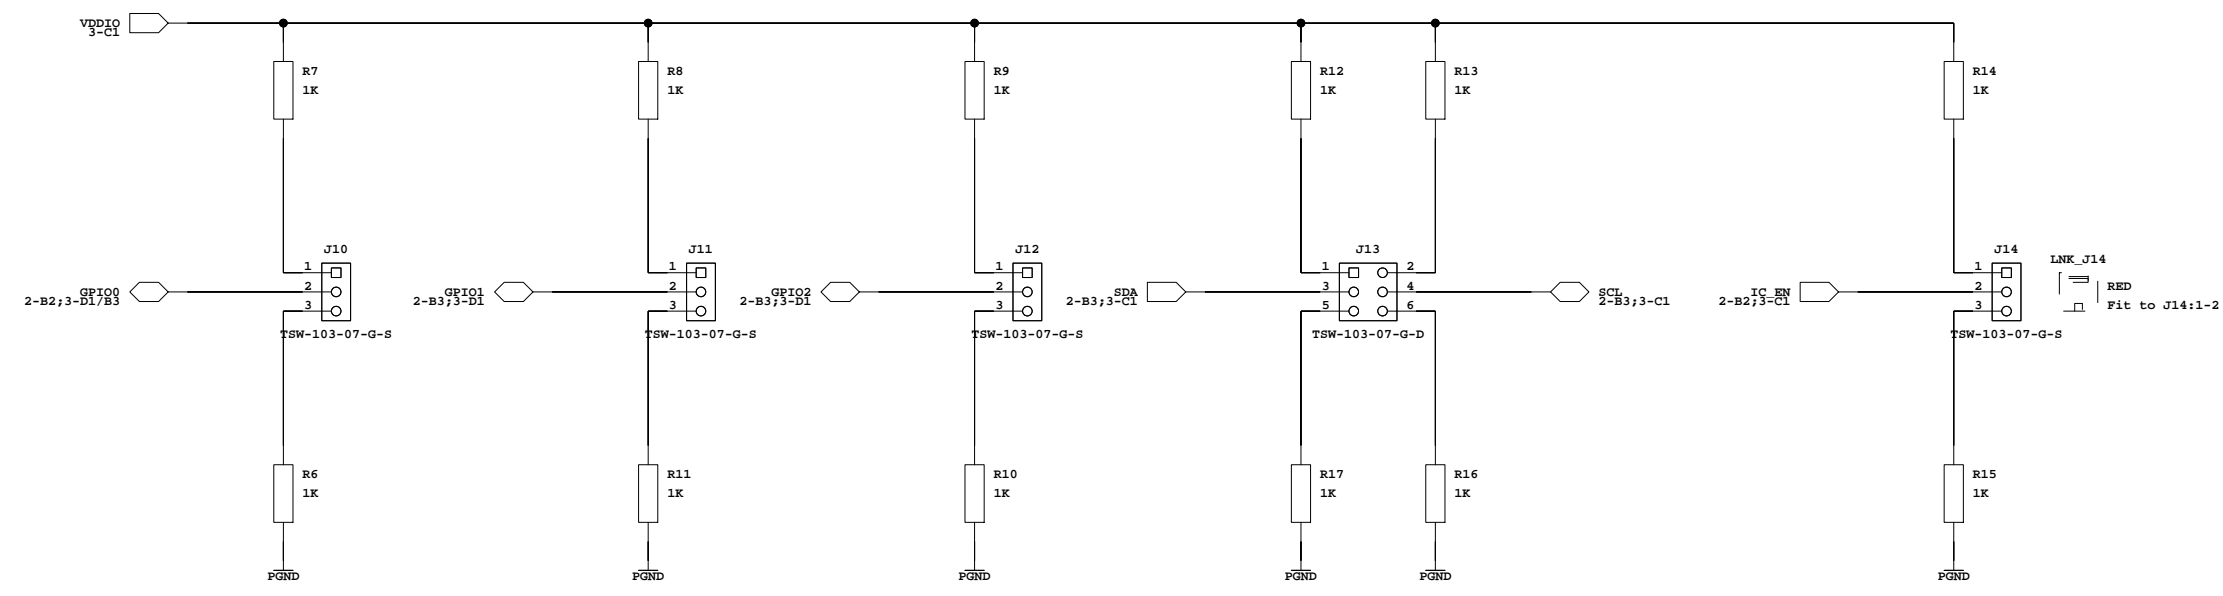 VDDIO
3-C1
R7
1K
R8
1K
R9
1K
R12
1K
R13
1K
R14
1K
J10
1
2
3
GPIO0
2-B2;3-D1/B3
TSW-103-07-G-S
J11
1
2
3
GPIO1
2-B3;3-D1
TSW-103-07-G-S
J12
1
2
3
GPIO2
2-B3;3-D1
TSW-103-07-G-S
J13
1
2
3
4
5
6
SDA
2-B3;3-C1
SCL
2-B3;3-C1
TSW-103-07-G-D
J14
1
2
3
IC_EN
2-B2;3-C1
TSW-103-07-G-S
LNK_J14
RED
Fit to J14:1-2
R6
1K
R11
1K
R10
1K
R17
1K
R16
1K
R15
1K
PGND
PGND
PGND
PGND
PGND
PGND